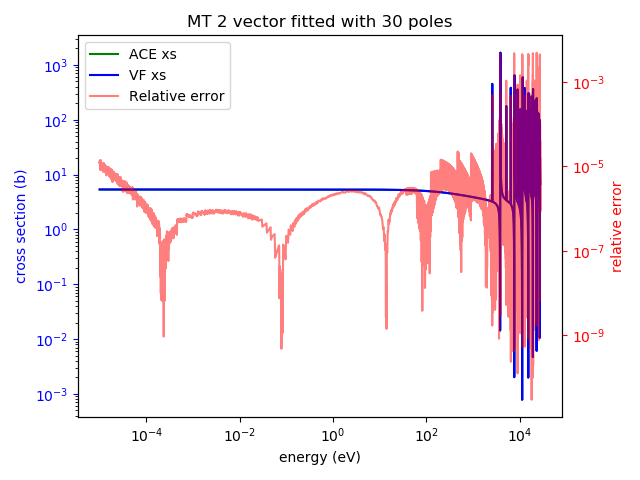 MT 2 vector fitted with 30 poles
ACE xs
VF xs
Relative error
cross section (b)
10³
10²
10¹
10⁰
10⁻¹
10⁻²
10⁻³
10⁻³
10⁻⁵
10⁻⁷
10⁻⁹
relative error
10⁻⁴
10⁻²
10⁰
10²
10⁴
energy (eV)